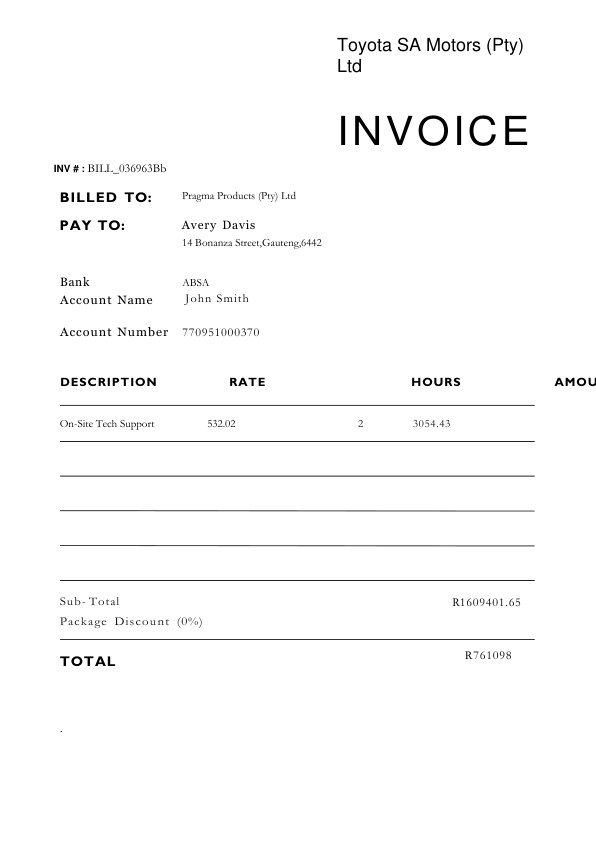 Toyota SA Motors (Pty)
Ltd
INVOICE
INV # : BILL_036963Bb
BILLED TO: Pragma Products (Pty) Ltd
PAY TO: Avery Davis
14 Bonanza Street,Gauteng,6442
Bank ABSA
Account Name John Smith
Account Number 770951000370
DESCRIPTION RATE HOURS AMOU
On-Site Tech Support 532.02 2 3054.43
Sub-Total R1609401.65
Package Discount (0%)
TOTAL R761098
.